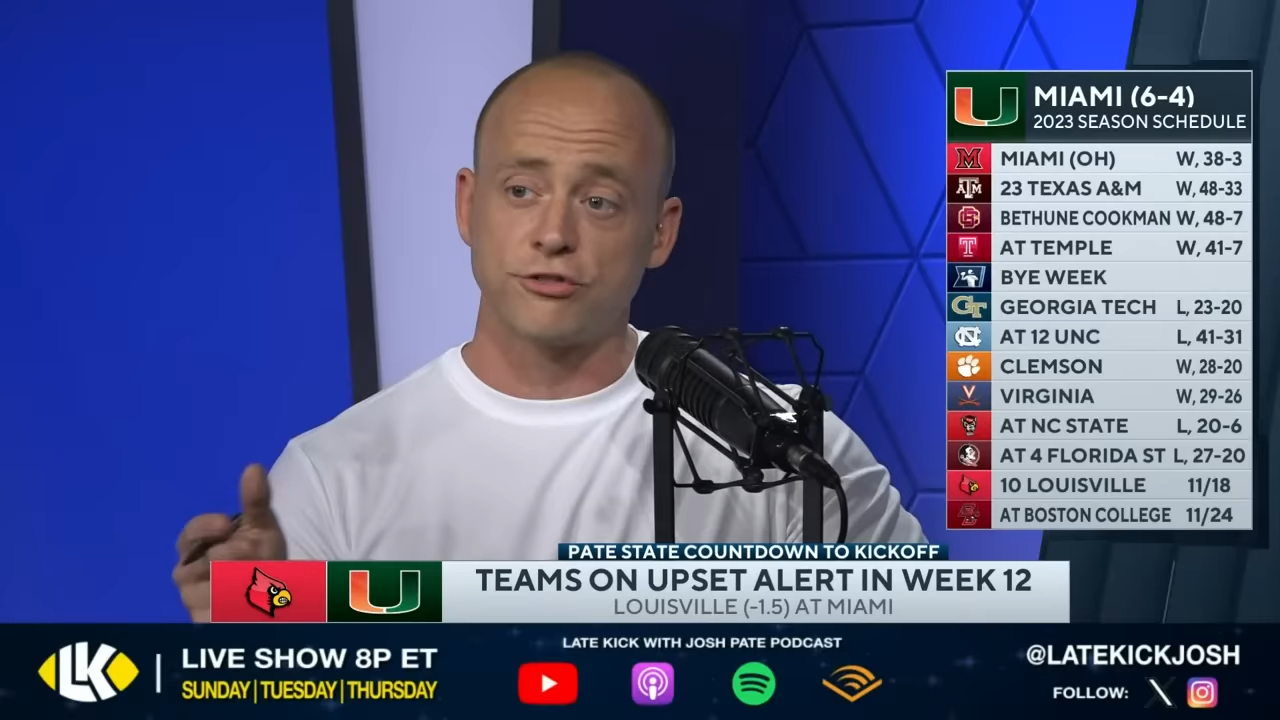 MIAMI (6-4)
2023 SEASON SCHEDULE
MIAMI (OH) W, 38-3
23 TEXAS A&M W, 48-33
BETHUNE COOKMAN W, 48-7
AT TEMPLE W, 41-7
BYE WEEK
GEORGIA TECH L, 23-20
AT 12 UNC L, 41-31
CLEMSON W, 28-20
VIRGINIA W, 29-26
AT NC STATE L, 20-6
AT 4 FLORIDA ST L, 27-20
10 LOUISVILLE 11/18
AT BOSTON COLLEGE 11/24
PATE STATE COUNTDOWN TO KICKOFF
TEAMS ON UPSET ALERT IN WEEK 12
LOUISVILLE (-1.5) AT MIAMI
LK
LIVE SHOW 8P ET
SUNDAY | TUESDAY | THURSDAY
LATE KICK WITH JOSH PATE PODCAST
@LATEKICKJOSH
FOLLOW: